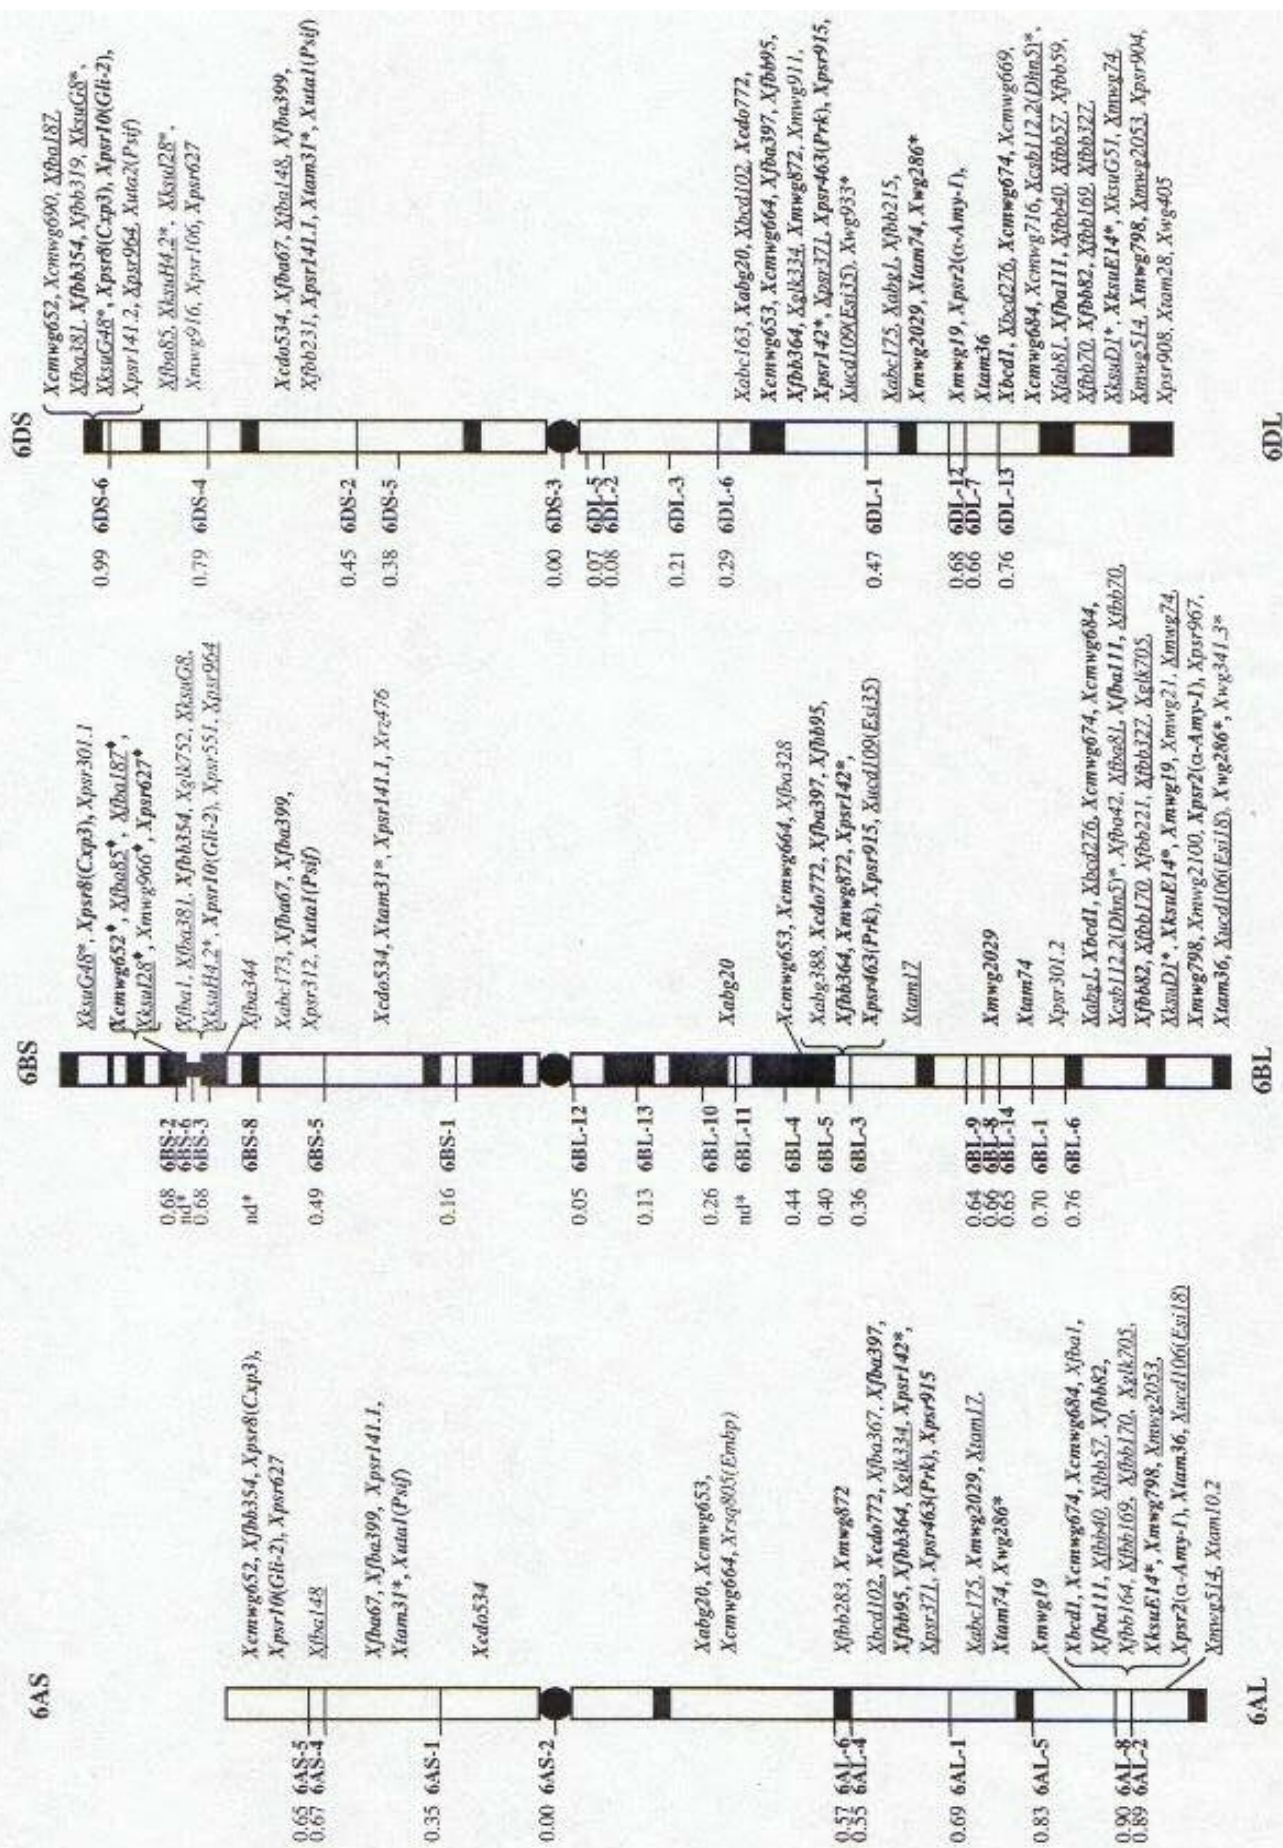 6AS
0.65 6AS-5
0.67 6AS-4
0.35 6AS-1
0.00 6AS-2
0.57 6AL-6
0.55 6AL-4
0.69 6AL-1
0.83 6AL-5
0.90 6AL-8
0.89 6AL-2
Xcmwg652, Xfbb354, Xpsr8(Cxp3),
Xpsr10(Gli-2), Xpsr627
Xfba148
Xfba67, Xfba399, Xpsr141.1,
Xtam31*, Xuta1(Psif)
Xcdo534
Xabg20, Xcmwg653,
Xcmwg664, Xrsq805(Embp)
Xfbb283, Xmwg872
Xbcd102, Xcdo772, Xfba367, Xfba397,
Xfbb95, Xfbb364, Xglk334, Xpsr142*,
Xpsr371, Xpsr463(Prk), Xpsr915
Xabc175, Xmwg2029, Xtam17,
Xtam74, Xwg286*
Xmwg19
Xbcd1, Xcmwg674, Xcmwg684, Xfba1,
Xfba111, Xfbb40, Xfbb57, Xfbb82,
Xfbb164, Xfbb169, Xfbb170, Xglk705,
XksuE14*, Xmwg798, Xmwg2053,
Xpsr2(α-Amy-1), Xtam36, Xucd106(Esi18)
Xmwg514, Xtam10.2
6AL
6BS
0.68 6BS-2
nd* 6BS-6
0.68 6BS-3
nd* 6BS-8
0.49 6BS-5
0.16 6BS-1
0.05 6BL-12
0.13 6BL-13
0.26 6BL-10
nd* 6BL-11
0.44 6BL-4
0.40 6BL-5
0.36 6BL-3
0.64 6BL-9
0.66 6BL-8
0.65 6BL-14
0.70 6BL-1
0.76 6BL-6
XksuG48*, Xpsr8(Cxp3), Xpsr301.1
Xcmwg652♦, Xfba85♦, Xfba187♦,
XksuI28♦, Xmwg966♦, Xpsr627♦
Xfba1, Xfba381, Xfbb354, Xglk752, XksuG8,
XksuH4.2*, Xpsr10(Gli-2), Xpsr551, Xpsr964
Xfba344
Xabc173, Xfba67, Xfba399,
Xpsr312, Xuta1(Psif)
Xcdo534, Xtam31*, Xpsr141.1, Xrz476
Xabg20
Xcmwg653, Xcmwg664, Xfba328
Xabg388, Xcdo772, Xfba397, Xfbb95,
Xfbb364, Xmwg872, Xpsr142*,
Xpsr463(Prk), Xpsr915, Xucd109(Esi35)
Xtam17
Xmwg2029
Xtam74
Xpsr301.2
Xabg1, Xbcd1, Xbcd276, Xcmwg674, Xcmwg684,
Xcsb112.2(Dhn5)*, Xfba42, Xfba81, Xfba111, Xfbb70,
Xfbb82, Xfbb170, Xfbb221, Xfbb327, Xglk705,
XksuD1*, XksuE14*, Xmwg19, Xmwg21, Xmwg74,
Xmwg798, Xmwg2100, Xpsr2(α-Amy-1), Xpsr967,
Xtam36, Xucd106(Esi18), Xwg286*, Xwg341.3*
6BL
6DS
0.99 6DS-6
0.79 6DS-4
0.45 6DS-2
0.38 6DS-5
0.00 6DS-3
0.07 6DL-5
0.08 6DL-2
0.21 6DL-3
0.29 6DL-6
0.47 6DL-1
0.68 6DL-12
0.66 6DL-7
0.76 6DL-13
Xcmwg652, Xcmwg690, Xfba187,
Xfba381, Xfbb354, Xfbb319, XksuG8*,
XksuG48*, Xpsr8(Cxp3), Xpsr10(Gli-2),
Xpsr141.2, Xpsr964, Xuta2(Psif)
Xfba85, XksuH4.2*, XksuI28*,
Xmwg916, Xpsr106, Xpsr627
Xcdo534, Xfba67, Xfba148, Xfba399,
Xfbb231, Xpsr141.1, Xtam31*, Xuta1(Psif)
Xabc163, Xabg20, Xbcd102, Xcdo772,
Xcmwg653, Xcmwg664, Xfba397, Xfbb95,
Xfbb364, Xglk334, Xmwg872, Xmwg911,
Xpsr142*, Xpsr371, Xpsr463(Prk), Xpsr915,
Xucd109(Esi35), Xwg933*
Xabc175, Xabg1, Xfbb215,
Xmwg2029, Xtam74, Xwg286*
Xmwg19, Xpsr2(α-Amy-1),
Xtam36
Xbcd1, Xbcd276, Xcmwg674, Xcmwg669,
Xcmwg684, Xcmwg716, Xcsb112.2(Dhn5)*,
Xfab81, Xfba111, Xfbb40, Xfbb57, Xfbb59,
Xfbb70, Xfbb82, Xfbb169, Xfbb327,
XksuD1*, XksuE14*, XksuG51, Xmwg74,
Xmwg514, Xmwg798, Xmwg2053, Xpsr904,
Xpsr908, Xtam28, Xwg405
6DL